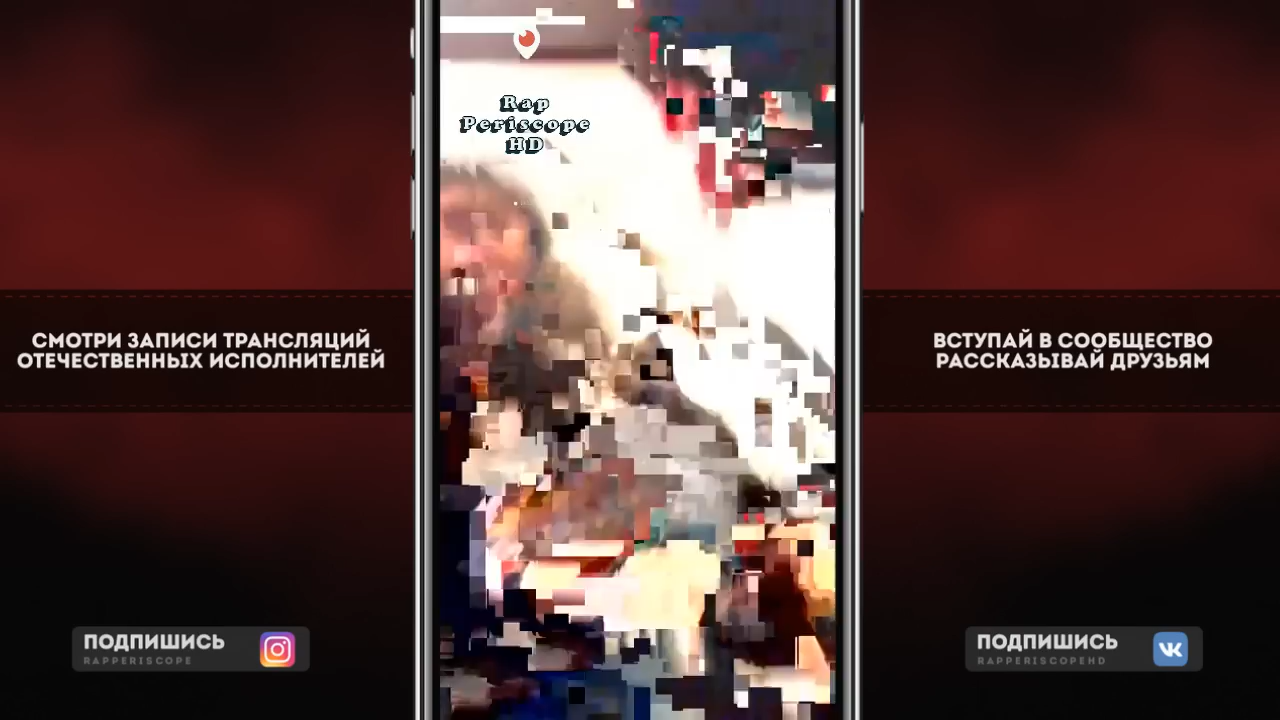 Rap
Periscope
HD
СМОТРИ ЗАПИСИ ТРАНСЛЯЦИЙ
ОТЕЧЕСТВЕННЫХ ИСПОЛНИТЕЛЕЙ
ВСТУПАЙ В СООБЩЕСТВО
РАССКАЗЫВАЙ ДРУЗЬЯМ
ПОДПИШИСЬ
RAPPERISCOPE
ПОДПИШИСЬ
RAPPERISCOPEHD